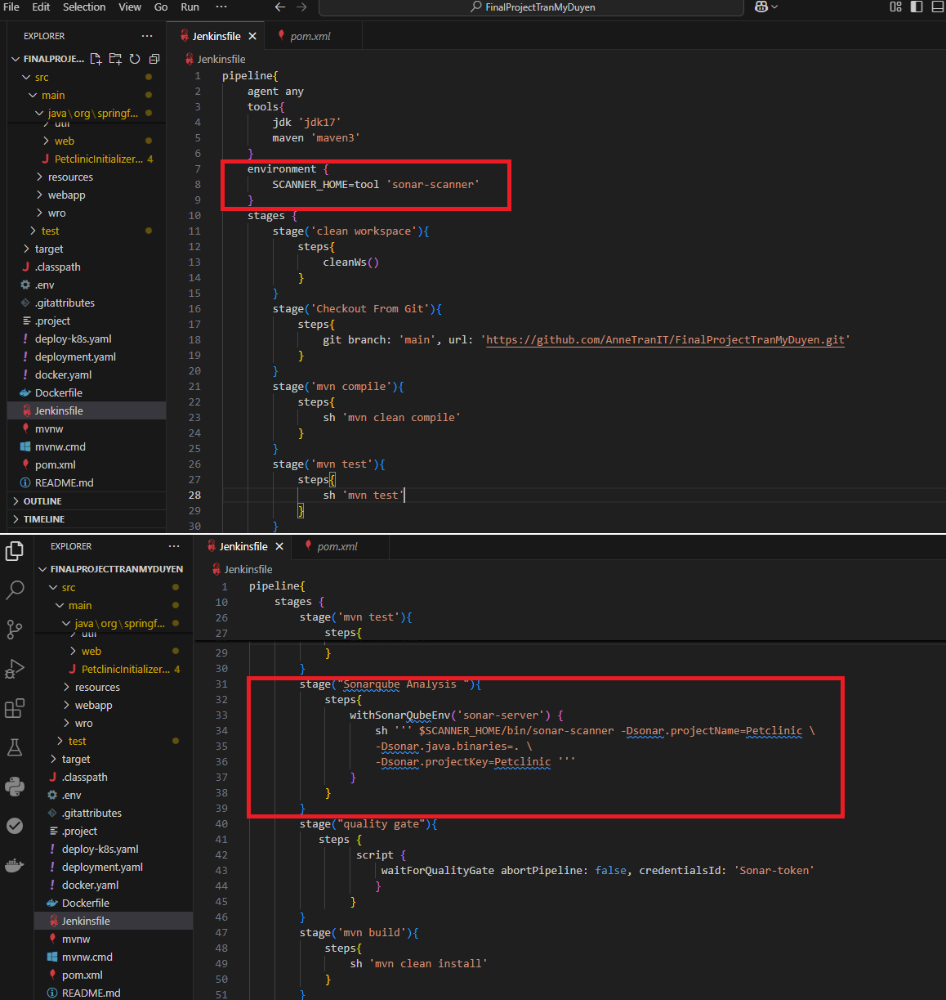 File Edit Selection View Go Run ··· FinalProjectTranMyDuyen
EXPLORER ···
FINALPROJE...
src
main
java\org\springf...
util
web
PetclinicInitializer... 4
resources
webapp
wro
test
target
.classpath
.env
.gitattributes
.project
deploy-k8s.yaml
deployment.yaml
docker.yaml
Dockerfile
Jenkinsfile
mvnw
mvnw.cmd
pom.xml
README.md
OUTLINE
TIMELINE
Jenkinsfile pom.xml
Jenkinsfile
1 pipeline{
2 agent any
3 tools{
4 jdk 'jdk17'
5 maven 'maven3'
6 }
7 environment {
8 SCANNER_HOME=tool 'sonar-scanner'
9 }
10 stages {
11 stage('clean workspace'){
12 steps{
13 cleanWs()
14 }
15 }
16 stage('Checkout From Git'){
17 steps{
18 git branch: 'main', url: 'https://github.com/AnneTranIT/FinalProjectTranMyDuyen.git'
19 }
20 }
21 stage('mvn compile'){
22 steps{
23 sh 'mvn clean compile'
24 }
25 }
26 stage('mvn test'){
27 steps{
28 sh 'mvn test'
29 }
30 }
EXPLORER ···
FINALPROJECTTRANMYDUYEN
src
main
java\org\springf...
util
web
PetclinicInitializer... 4
resources
webapp
wro
test
target
.classpath
.env
.gitattributes
.project
deploy-k8s.yaml
deployment.yaml
docker.yaml
Dockerfile
Jenkinsfile
mvnw
mvnw.cmd
pom.xml
README.md
Jenkinsfile pom.xml
Jenkinsfile
1 pipeline{
10 stages {
26 stage('mvn test'){
27 steps{
29 }
30 }
31 stage("Sonarqube Analysis "){
32 steps{
33 withSonarQubeEnv('sonar-server') {
34 sh ''' $SCANNER_HOME/bin/sonar-scanner -Dsonar.projectName=Petclinic \
35 -Dsonar.java.binaries=. \
36 -Dsonar.projectKey=Petclinic '''
37 }
38 }
39 }
40 stage("quality gate"){
41 steps {
42 script {
43 waitForQualityGate abortPipeline: false, credentialsId: 'Sonar-token'
44 }
45 }
46 }
47 stage('mvn build'){
48 steps{
49 sh 'mvn clean install'
50 }
51 }